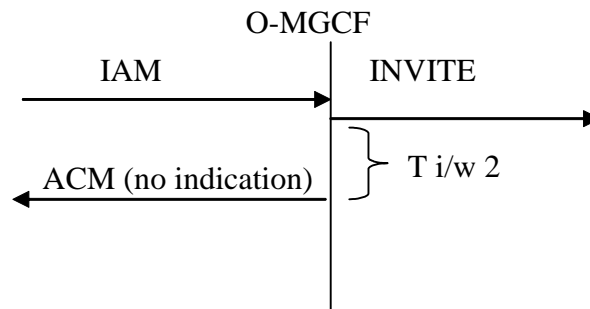 O-MGCF
IAM
INVITE
T i/w 2
ACM (no indication)